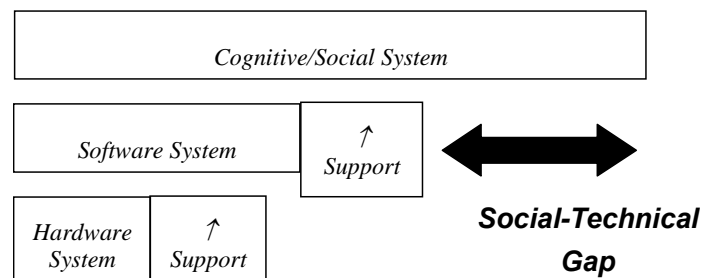 Cognitive/Social System
Software System
↑
Support
Hardware
System
↑
Support
Social-Technical
Gap